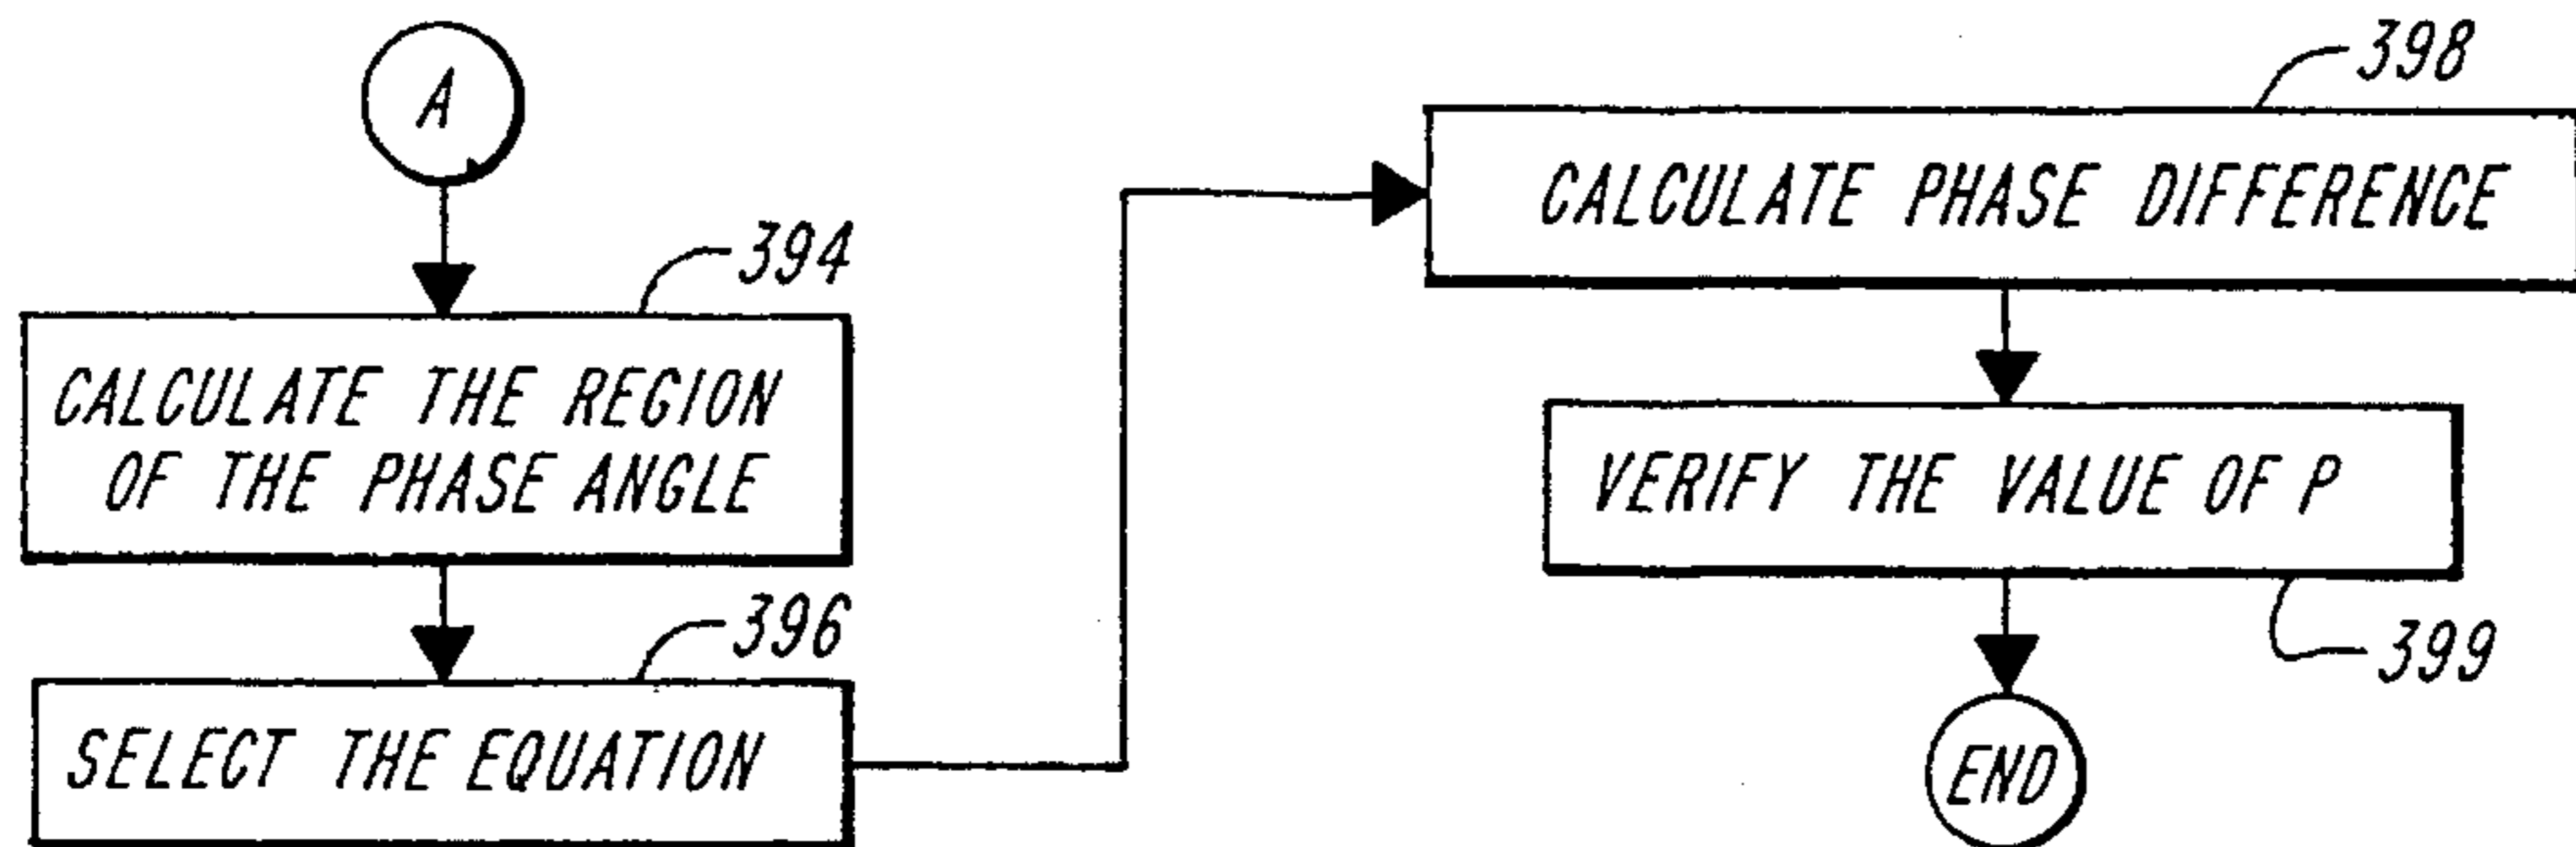 A
394
CALCULATE THE REGION
OF THE PHASE ANGLE
396
SELECT THE EQUATION
398
CALCULATE PHASE DIFFERENCE
VERIFY THE VALUE OF P
399
END